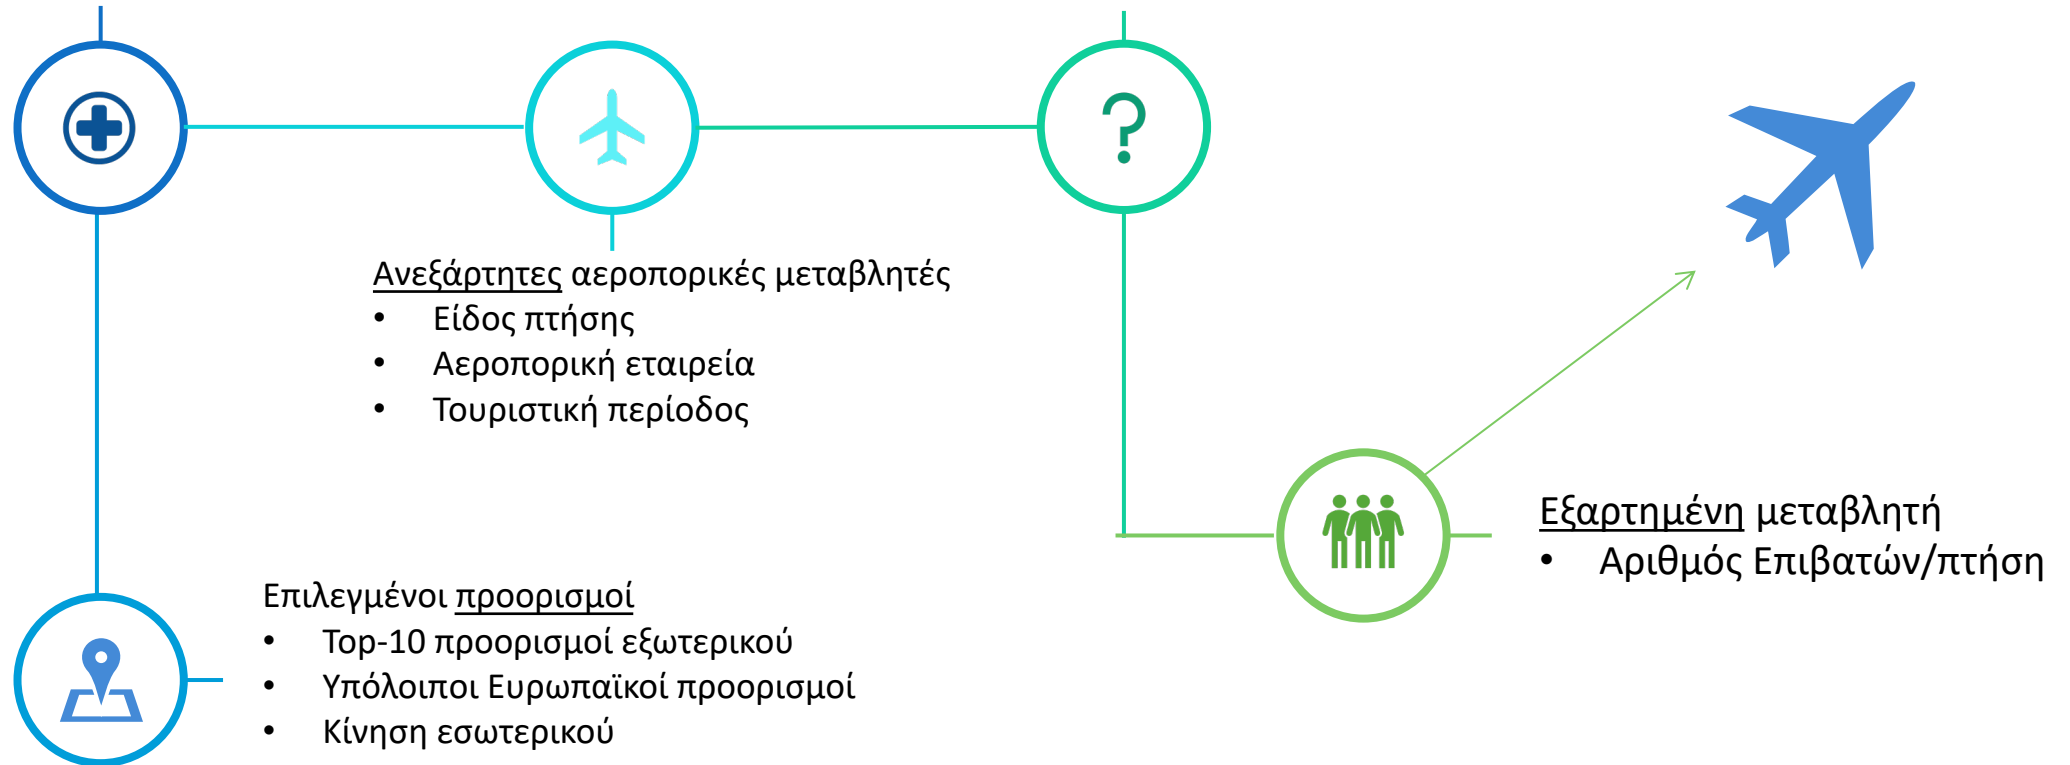 Ανεξάρτητες αεροπορικές μεταβλητές
• Είδος πτήσης
• Αεροπορική εταιρεία
• Τουριστική περίοδος
Επιλεγμένοι προορισμοί
• Top-10 προορισμοί εξωτερικού
• Υπόλοιποι Ευρωπαϊκοί προορισμοί
• Κίνηση εσωτερικού
Εξαρτημένη μεταβλητή
• Αριθμός Επιβατών/πτήση